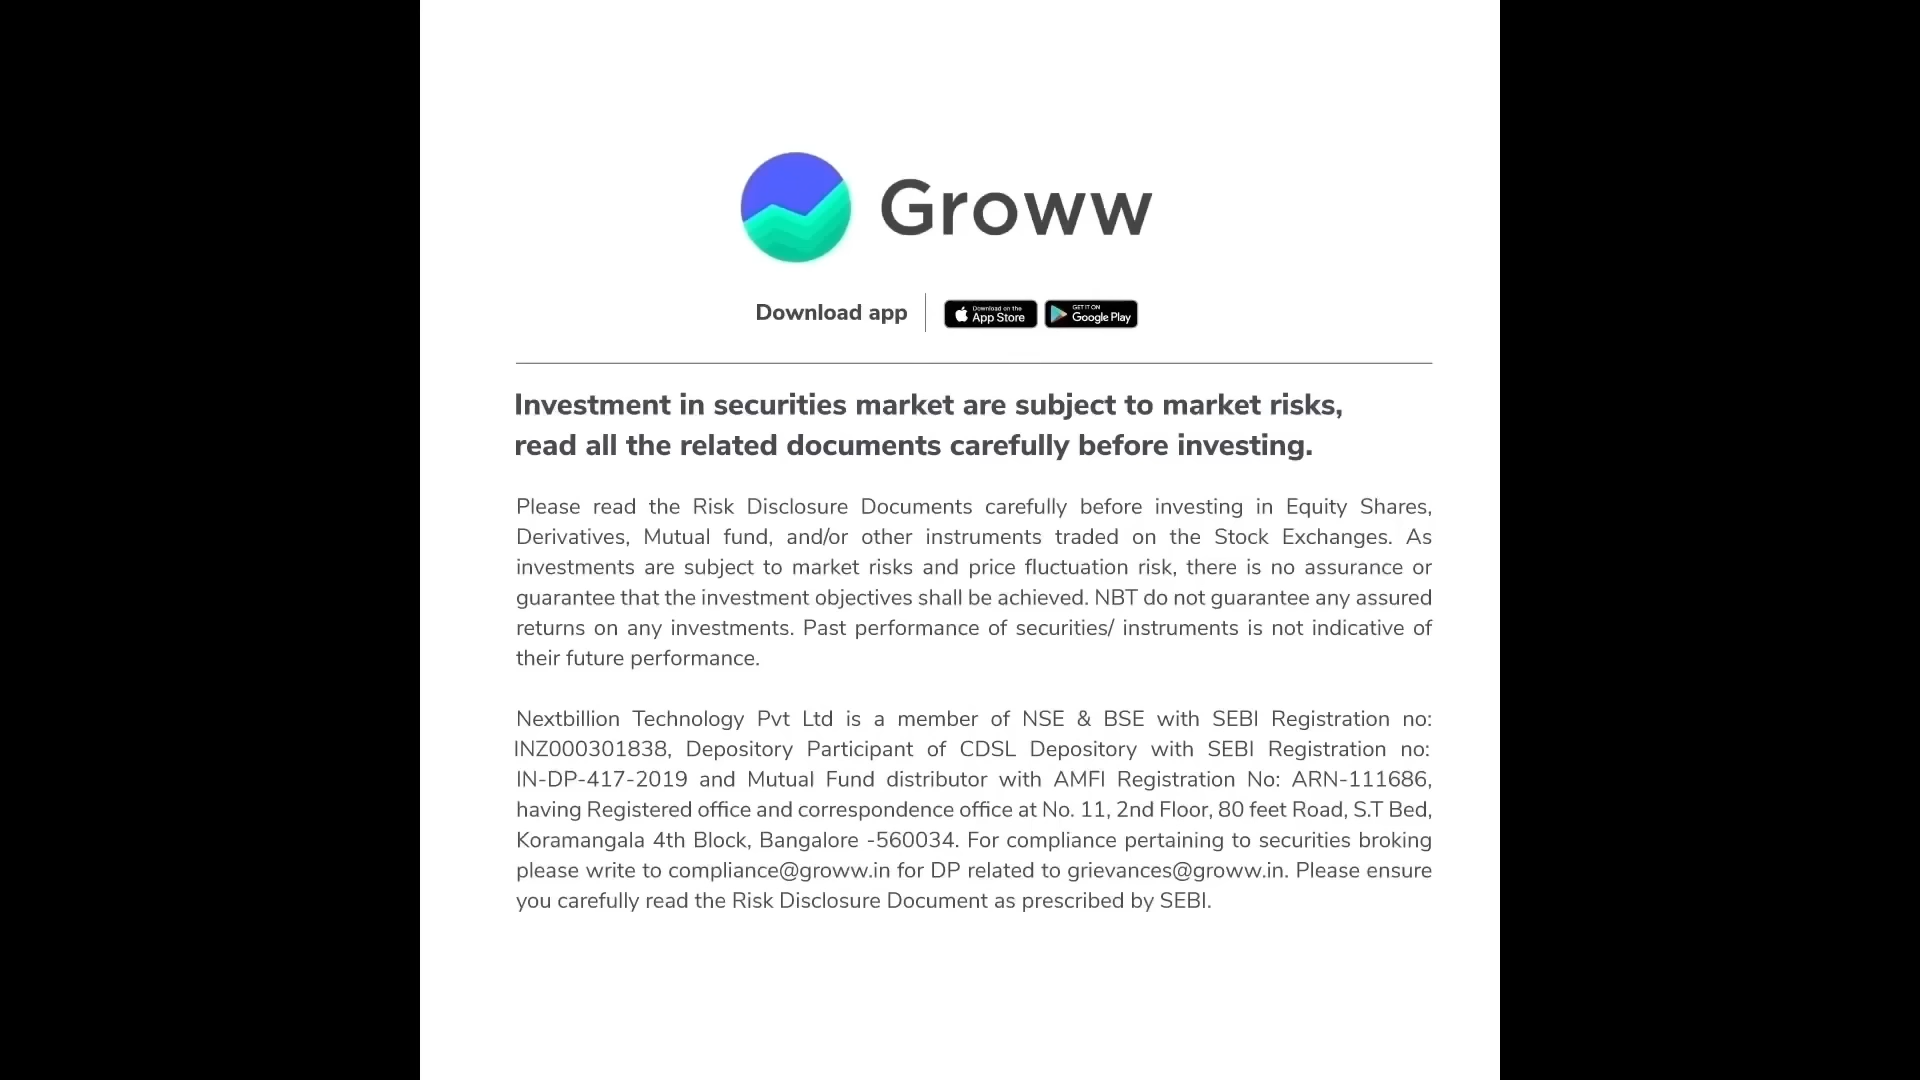 Groww
Download app
Download on the
App Store
GET IT ON
Google Play
Investment in securities market are subject to market risks,
read all the related documents carefully before investing.
Please read the Risk Disclosure Documents carefully before investing in Equity Shares,
Derivatives, Mutual fund, and/or other instruments traded on the Stock Exchanges. As
investments are subject to market risks and price fluctuation risk, there is no assurance or
guarantee that the investment objectives shall be achieved. NBT do not guarantee any assured
returns on any investments. Past performance of securities/ instruments is not indicative of
their future performance.
Nextbillion Technology Pvt Ltd is a member of NSE & BSE with SEBI Registration no:
INZ000301838, Depository Participant of CDSL Depository with SEBI Registration no:
IN-DP-417-2019 and Mutual Fund distributor with AMFI Registration No: ARN-111686,
having Registered office and correspondence office at No. 11, 2nd Floor, 80 feet Road, S.T Bed,
Koramangala 4th Block, Bangalore -560034. For compliance pertaining to securities broking
please write to compliance@groww.in for DP related to grievances@groww.in. Please ensure
you carefully read the Risk Disclosure Document as prescribed by SEBI.